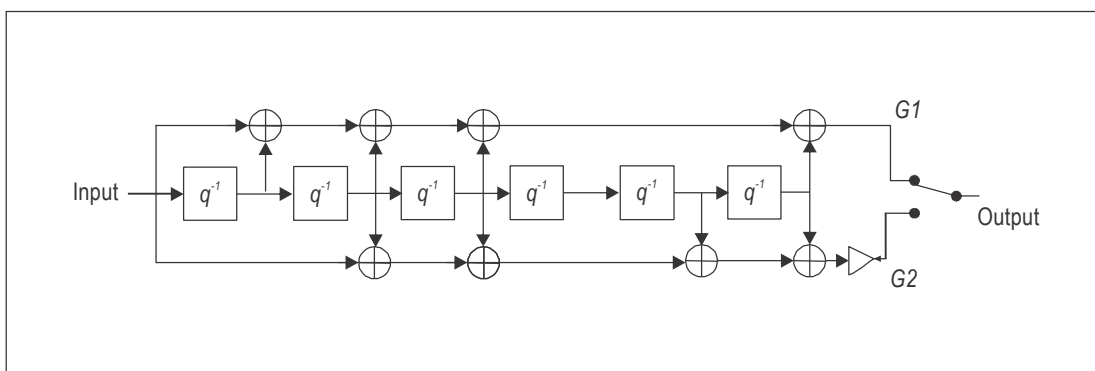 G1
Input
q⁻¹ q⁻¹ q⁻¹ q⁻¹ q⁻¹ q⁻¹
Output
G2